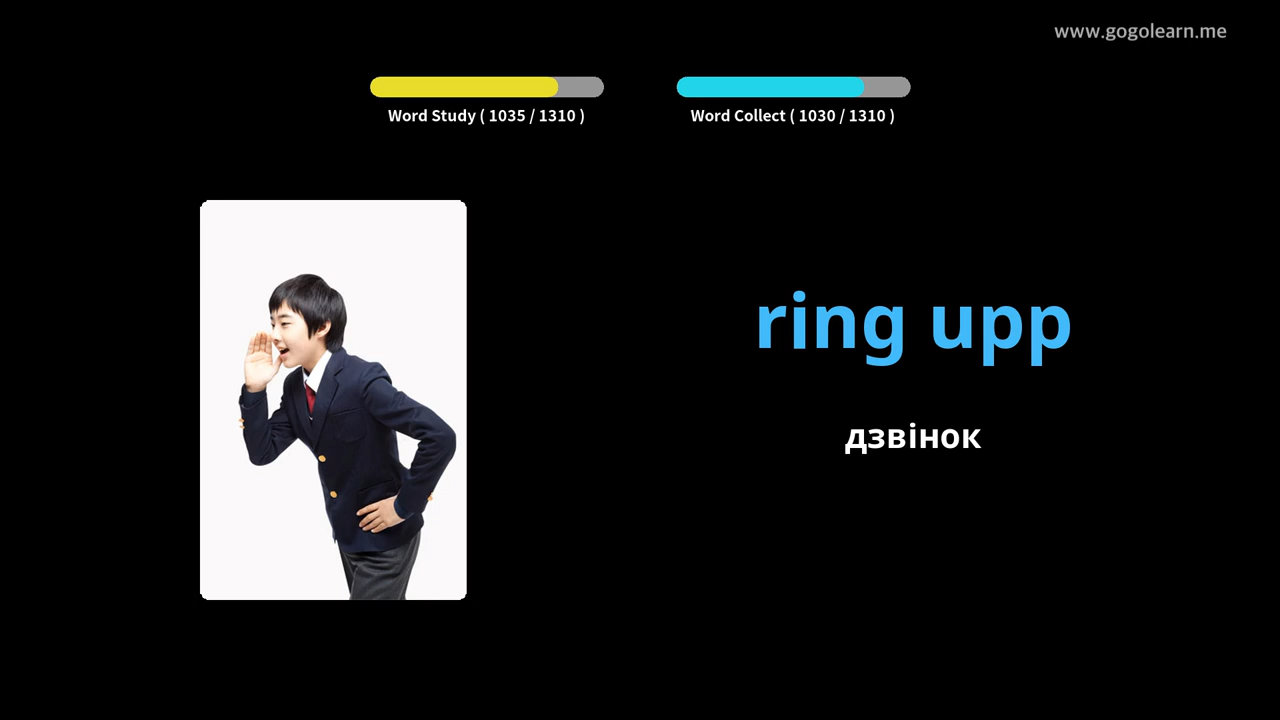 www.gogolearn.me
Word Study ( 1035 / 1310 )
Word Collect ( 1030 / 1310 )
ring upp
дзвінок